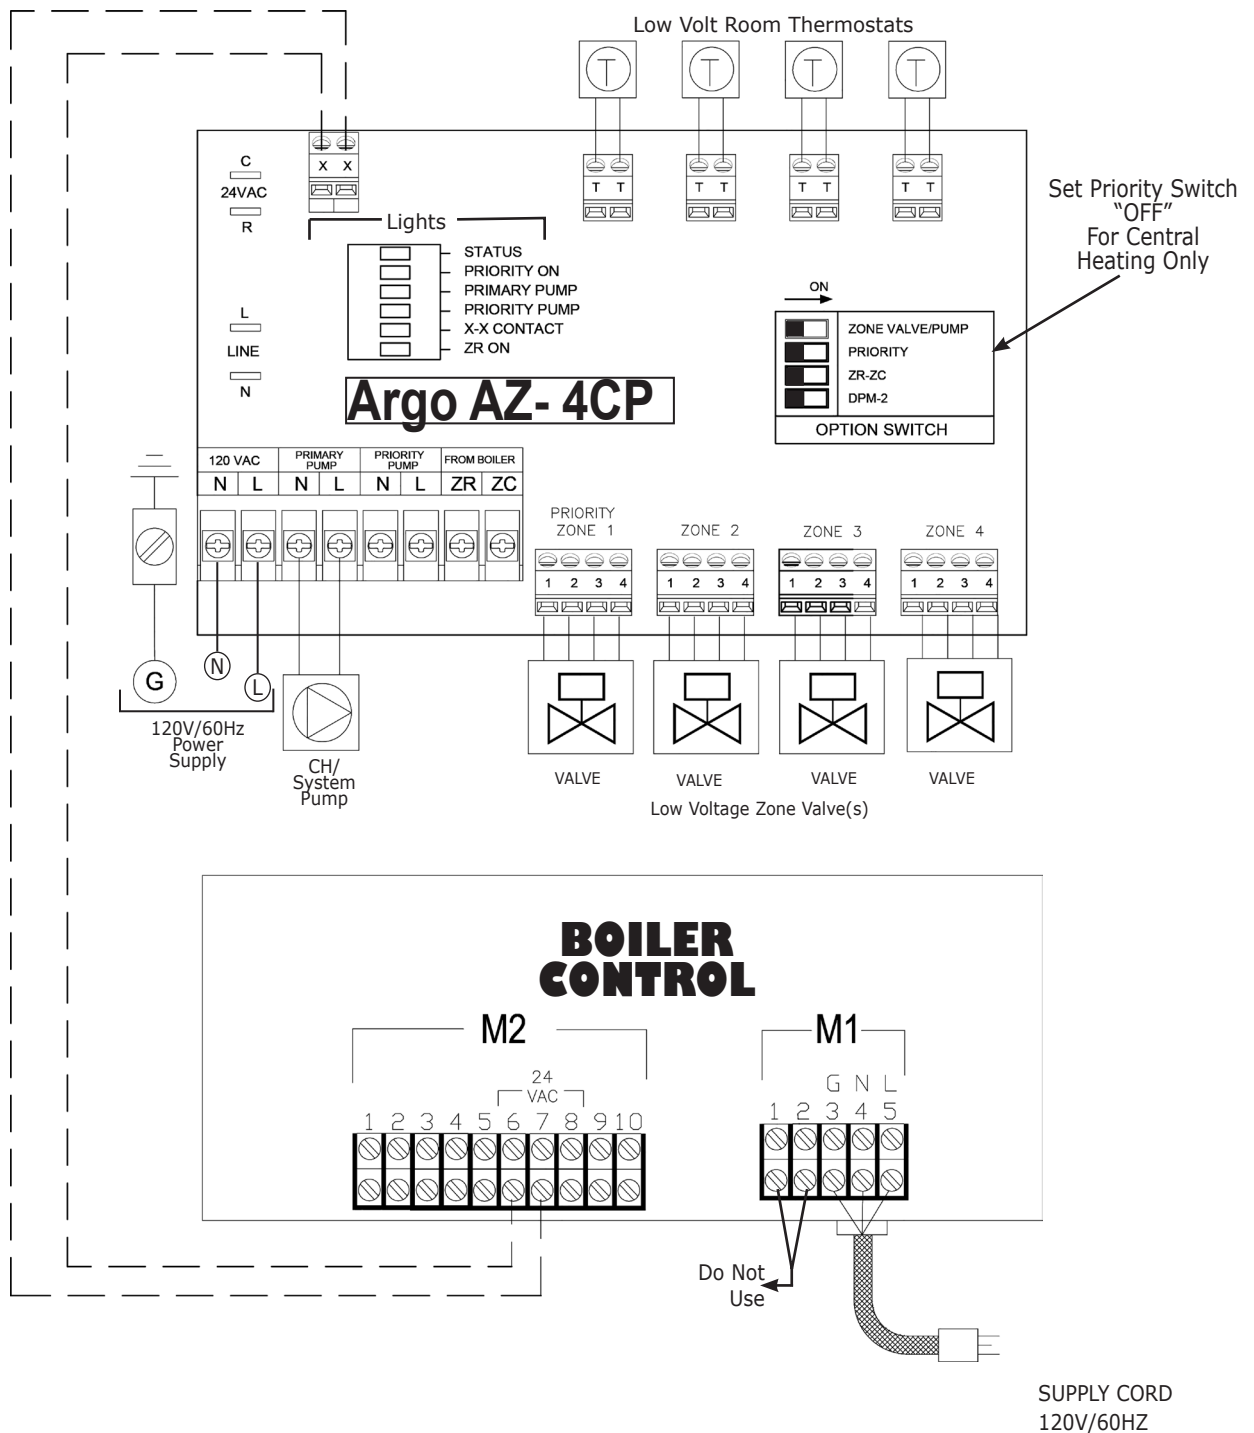 Low Volt Room Thermostats
T T T T
C
24VAC
R
X X
T T T T T T T T
Set Priority Switch
“OFF”
For Central
Heating Only
Lights
STATUS
PRIORITY ON
PRIMARY PUMP
PRIORITY PUMP
X-X CONTACT
ZR ON
L
LINE
N
ON
ZONE VALVE/PUMP
PRIORITY
ZR-ZC
DPM-2
OPTION SWITCH
Argo AZ- 4CP
120 VAC
PRIMARY
PUMP
PRIORITY
PUMP
FROM BOILER
N L N L N L ZR ZC
PRIORITY
ZONE 1
ZONE 2
ZONE 3
ZONE 4
1 2 3 4
1 2 3 4
1 2 3 4
1 2 3 4
G
N
L
120V/60Hz
Power
Supply
CH/
System
Pump
VALVE
VALVE
VALVE
VALVE
Low Voltage Zone Valve(s)
BOILER
CONTROL
M2
24
VAC
1 2 3 4 5 6 7 8 9 10
M1
G N L
1 2 3 4 5
Do Not
Use
SUPPLY CORD
120V/60HZ